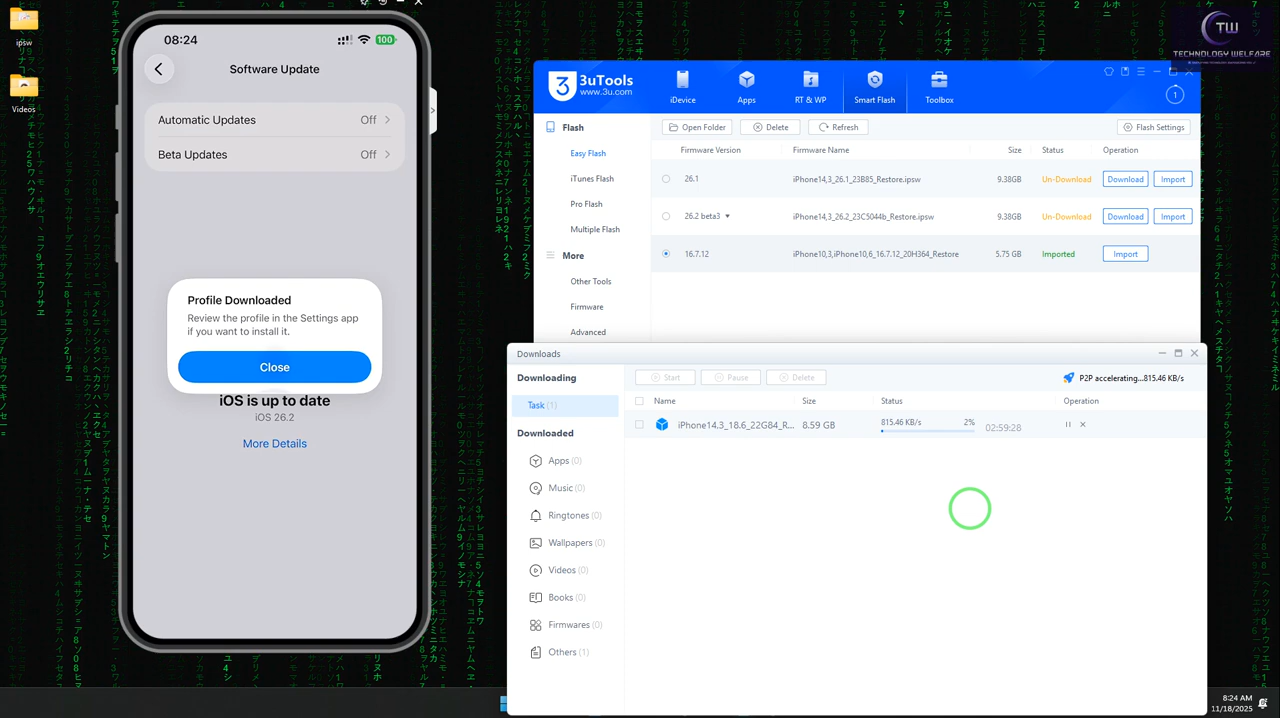 ipsw
Videos
08:24
100
Software Update
Automatic Updates
Off
Beta Updates
Off
Profile Downloaded
Review the profile in the Settings app
if you want to install it.
Close
iOS is up to date
iOS 26.2
More Details
TW
TECHNOLOGY WELFARE
3
3uTools
www.3u.com
iDevice
Apps
RT & WP
Smart Flash
Toolbox
1
Flash
Easy Flash
iTunes Flash
Pro Flash
Multiple Flash
More
Other Tools
Firmware
Advanced
Open Folder
Delete
Refresh
Flash Settings
Firmware Version
Firmware Name
Size
Status
Operation
26.1
iPhone14,3_26.1_23B85_Restore.ipsw
9.38GB
Un-Download
Download
Import
26.2 beta3
iPhone14,3_26.2_23C5044b_Restore.ipsw
9.38GB
Un-Download
Download
Import
16.7.12
iPhone10,3,iPhone10,6_16.7.12_20H364_Restore
5.75 GB
Imported
Import
Downloads
Downloading
Task (1)
Downloaded
Apps (0)
Music (0)
Ringtones (0)
Wallpapers (0)
Videos (0)
Books (0)
Firmwares (0)
Others (1)
Start
Pause
Delete
P2P accelerating...815.46 KB/s
Name
Size
Status
Operation
iPhone14.3_18.6_22G84_R...
8.59 GB
815.46 KB/s
2%
02:59:28
8:24 AM
11/18/2025